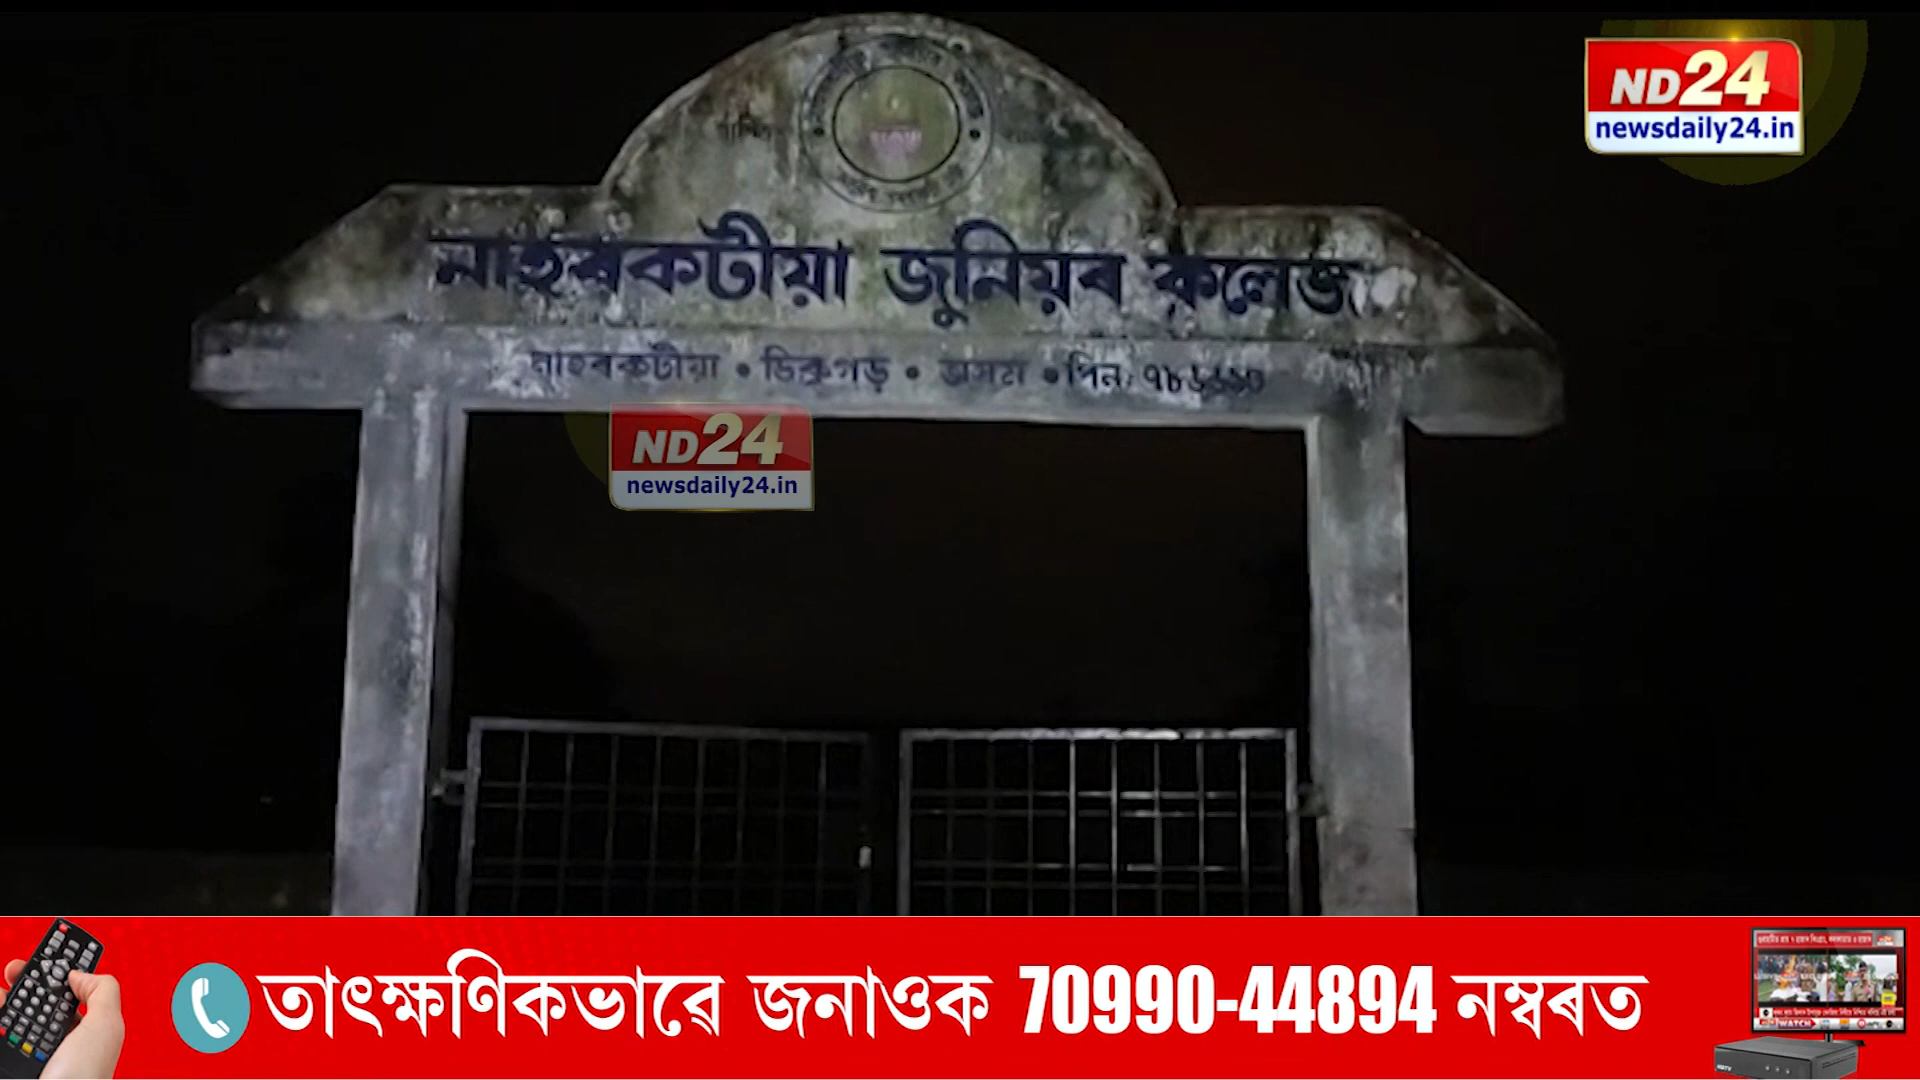 ND24
newsdaily24.in
নাহৰকটীয়া জুনিয়ৰ কলেজ
নাহৰকটীয়া • ডিব্ৰুগড় • অসম • পিন
ND24
newsdaily24.in
তাৎক্ষণিকভাৱে জনাওক 70990-44894 নম্বৰত
WATCH